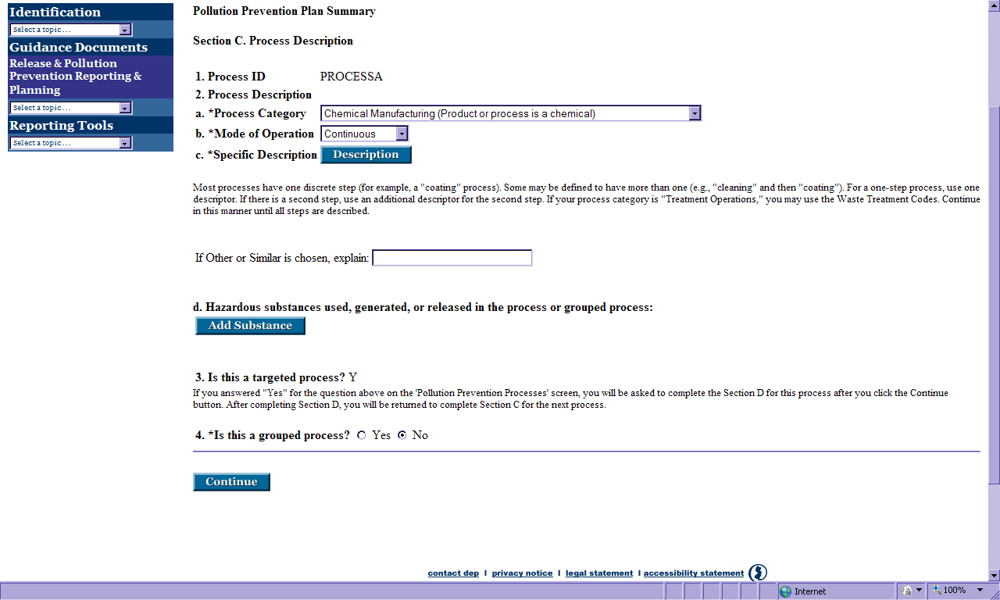 Identification
Select a topic...
Guidance Documents
Release & Pollution
Prevention Reporting &
Planning
Select a topic...
Reporting Tools
Select a topic...
Pollution Prevention Plan Summary
Section C. Process Description
1. Process ID PROCESSA
2. Process Description
a. *Process Category Chemical Manufacturing (Product or process is a chemical)
b. *Mode of Operation Continuous
c. *Specific Description Description
Most processes have one discrete step (for example, a "coating" process). Some may be defined to have more than one (e.g., "cleaning" and then "coating"). For a one-step process, use one
descriptor. If there is a second step, use an additional descriptor for the second step. If your process category is "Treatment Operations," you may use the Waste Treatment Codes. Continue
in this manner until all steps are described.
If Other or Similar is chosen, explain:
d. Hazardous substances used, generated, or released in the process or grouped process:
Add Substance
3. Is this a targeted process? Y
If you answered "Yes" for the question above on the 'Pollution Prevention Processes' screen, you will be asked to complete the Section D for this process after you click the Continue
button. After completing Section D, you will be returned to complete Section C for the next process.
4. *Is this a grouped process? Yes No
Continue
contact dep | privacy notice | legal statement | accessibility statement
Internet 100%